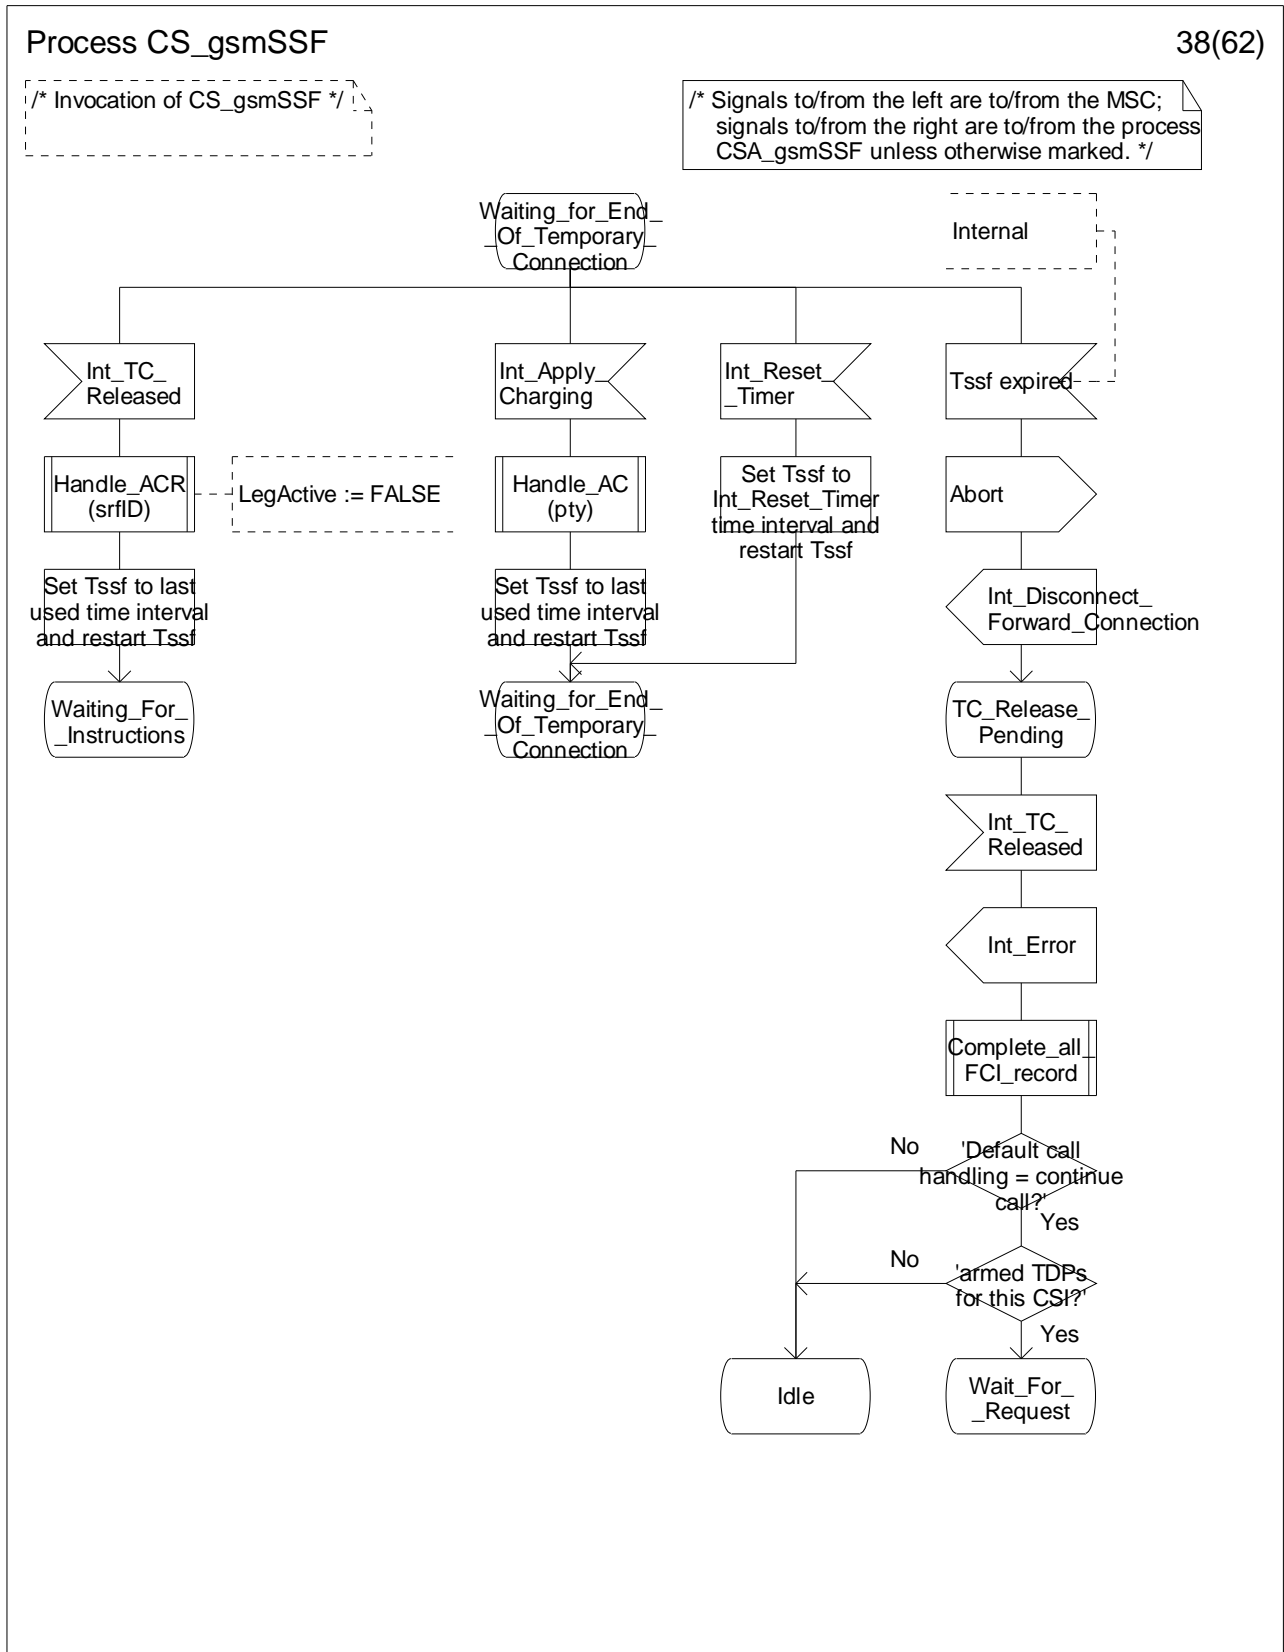 Process CS_gsmSSF
38(62)
/* Invocation of CS_gsmSSF */
/* Signals to/from the left are to/from the MSC;
signals to/from the right are to/from the process
CSA_gsmSSF unless otherwise marked. */
Waiting_for_End_
_Of_Temporary_
Connection
Internal
Int_TC_
Released
Int_Apply_
Charging
Int_Reset_
_Timer
Tssf expired
Handle_ACR
(srfID)
LegActive := FALSE
Handle_AC
(pty)
Set Tssf to
Int_Reset_Timer
time interval and
restart Tssf
Abort
Set Tssf to last
used time interval
and restart Tssf
Set Tssf to last
used time interval
and restart Tssf
Int_Disconnect_
Forward_Connection
Waiting_For_
_Instructions
Waiting_for_End_
_Of_Temporary_
Connection
TC_Release_
Pending
Int_TC_
Released
Int_Error
Complete_all_
FCI_record
No
'Default call
handling = continue
call?'
Yes
No
'armed TDPs
for this CSI?'
Yes
Idle
Wait_For_
_Request